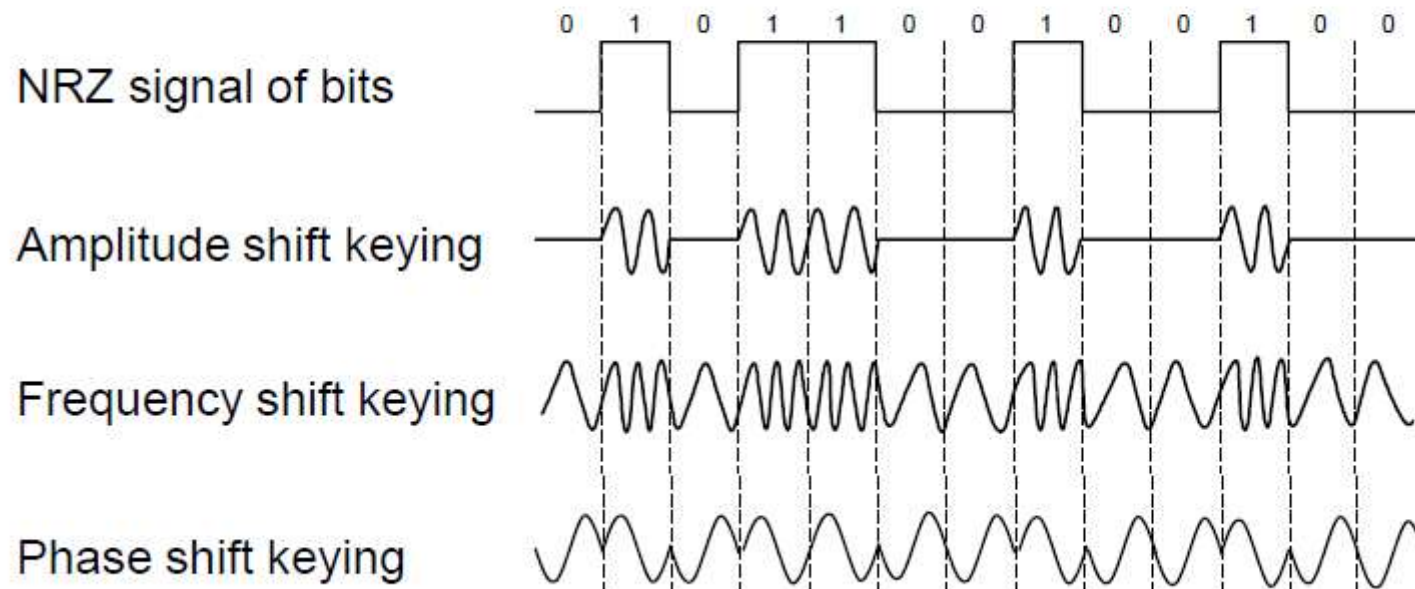 0 1 0 1 1 0 0 1 0 0 1 0 0
NRZ signal of bits
Amplitude shift keying
Frequency shift keying
Phase shift keying